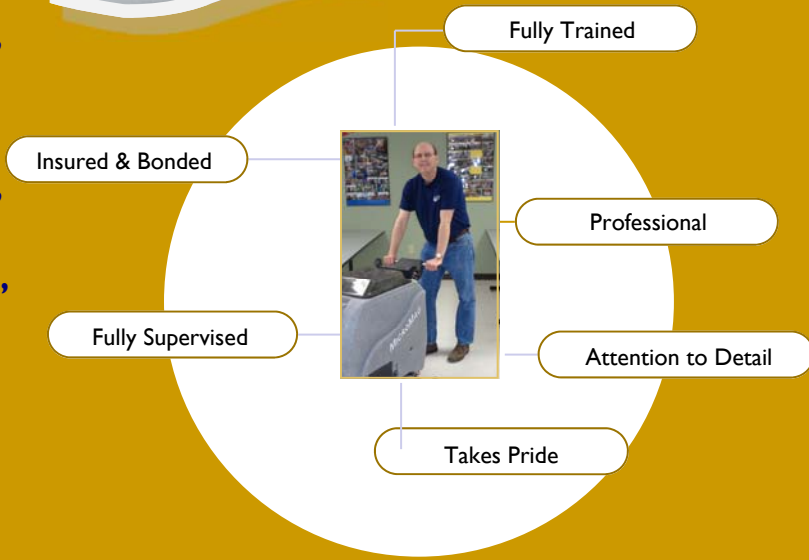 Fully Trained
Insured & Bonded
Professional
Fully Supervised
Attention to Detail
Takes Pride